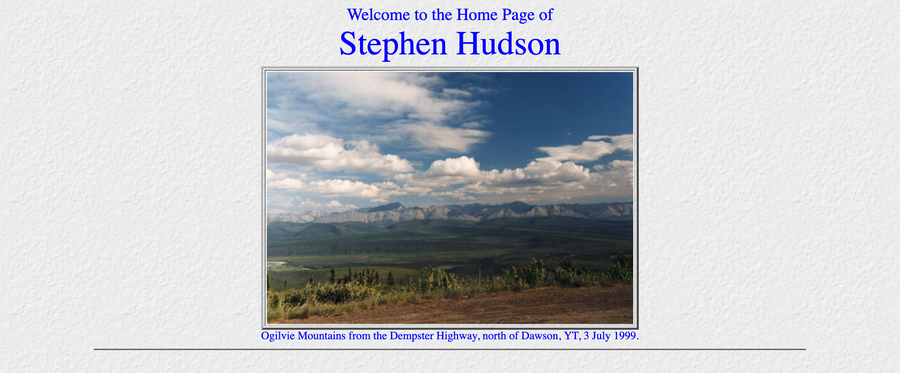 Welcome to the Home Page of
Stephen Hudson
Ogilvie Mountains from the Dempster Highway, north of Dawson, YT, 3 July 1999.